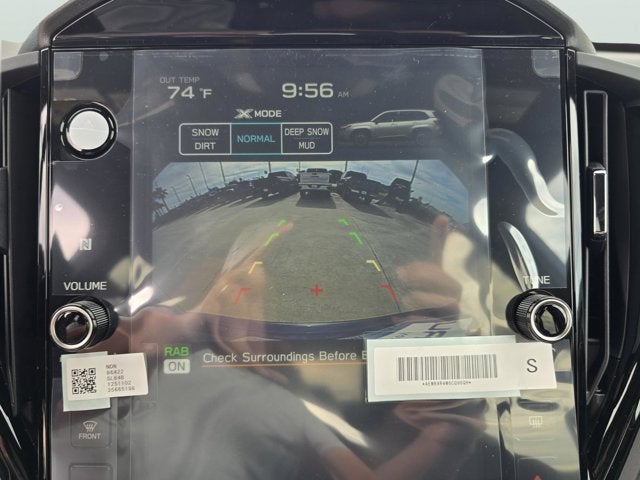 OUT TEMP
74 °F
9:56 AM
X MODE
SNOW DIRT
NORMAL
DEEP SNOW MUD
N
VOLUME
TUNE
RAB
ON
Check Surroundings Before B
NDN
S
FRONT